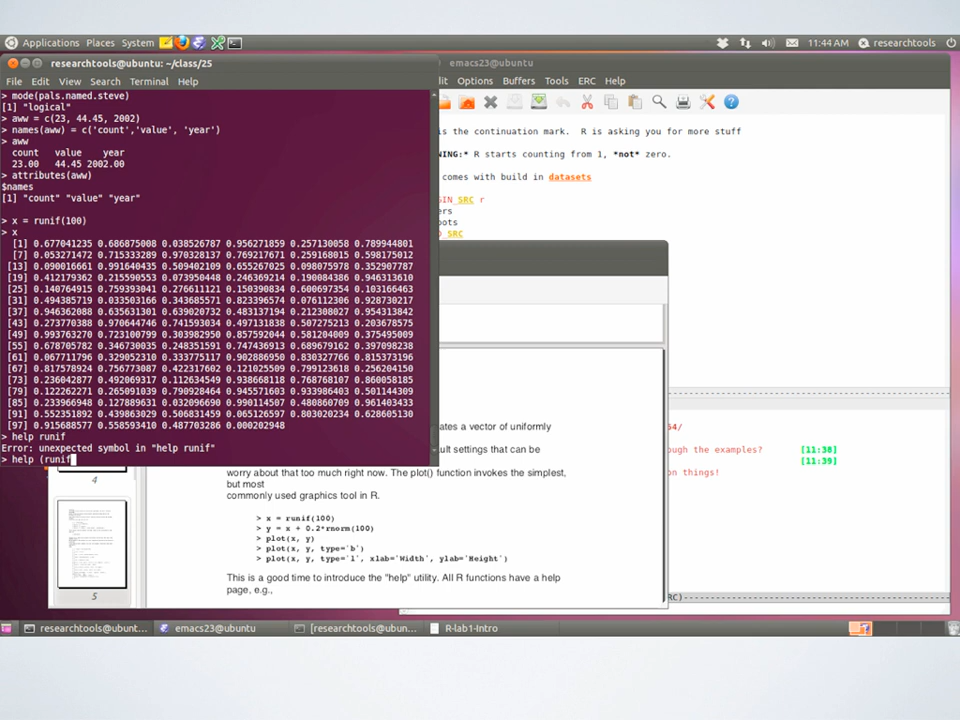 Applications Places System 11:44 AM researchtools
researchtools@ubuntu: ~/class/25
File Edit View Search Terminal Help
> mode(pals.named.steve)
[1] "logical"
> aww = c(23, 44.45, 2002)
> names(aww) = c('count','value', 'year')
> aww
count value year
23.00 44.45 2002.00
> attributes(aww)
$names
[1] "count" "value" "year"
> x = runif(100)
> x
[1] 0.677041235 0.686875008 0.038526787 0.956271859 0.257130058 0.789944801
[7] 0.053271472 0.715333289 0.970328137 0.769217671 0.259168015 0.598175012
[13] 0.090016661 0.991640435 0.509402109 0.655267025 0.098075978 0.352907787
[19] 0.412179362 0.215590553 0.073950448 0.246369214 0.190084386 0.946313610
[25] 0.140764915 0.759393041 0.276611121 0.150390834 0.600697354 0.103166463
[31] 0.494385719 0.033503166 0.343685571 0.823396574 0.076112306 0.928730217
[37] 0.946362088 0.635631301 0.639020732 0.483137194 0.212308027 0.954313842
[43] 0.273770388 0.970644746 0.741593034 0.497131838 0.507275213 0.203678575
[49] 0.993763270 0.723100799 0.303982950 0.857592044 0.581204009 0.375495009
[55] 0.678705782 0.346730035 0.248351591 0.747436913 0.689679162 0.397098238
[61] 0.067711796 0.329052310 0.333775117 0.902886950 0.830327766 0.815373196
[67] 0.817578924 0.756773087 0.422317602 0.121025509 0.799123618 0.256204150
[73] 0.236042877 0.492069317 0.112634549 0.938668118 0.768768107 0.860058185
[79] 0.122262271 0.265091039 0.790928464 0.945571603 0.933986403 0.501144309
[85] 0.233966948 0.127889631 0.032096690 0.990114507 0.480860709 0.961403433
[91] 0.552351892 0.439863029 0.506831459 0.065126597 0.803020234 0.628605130
[97] 0.915688577 0.558593410 0.487703286 0.000202948
> help runif
Error: unexpected symbol in "help runif"
> help (runif
emacs23@ubuntu
dit Options Buffers Tools ERC Help
is the continuation mark. R is asking you for more stuff
NING:* R starts counting from 1, *not* zero.
comes with build in datasets
GIN SRC r
ers
oots
D SRC
64/
ough the examples? [11:38]
[11:39]
on things!
RC)
ates a vector of uniformly
ult settings that can be
worry about that too much right now. The plot() function invokes the simplest,
but most
commonly used graphics tool in R.
> x = runif(100)
> y = x + 0.2*rnorm(100)
> plot(x, y)
> plot(x, y, type='b')
> plot(x, y, type='l', xlab='Width', ylab='Height')
This is a good time to introduce the "help" utility. All R functions have a help
page, e.g.,
4
5
researchtools@ubunt... emacs23@ubuntu [researchtools@ubun... R-lab1-Intro